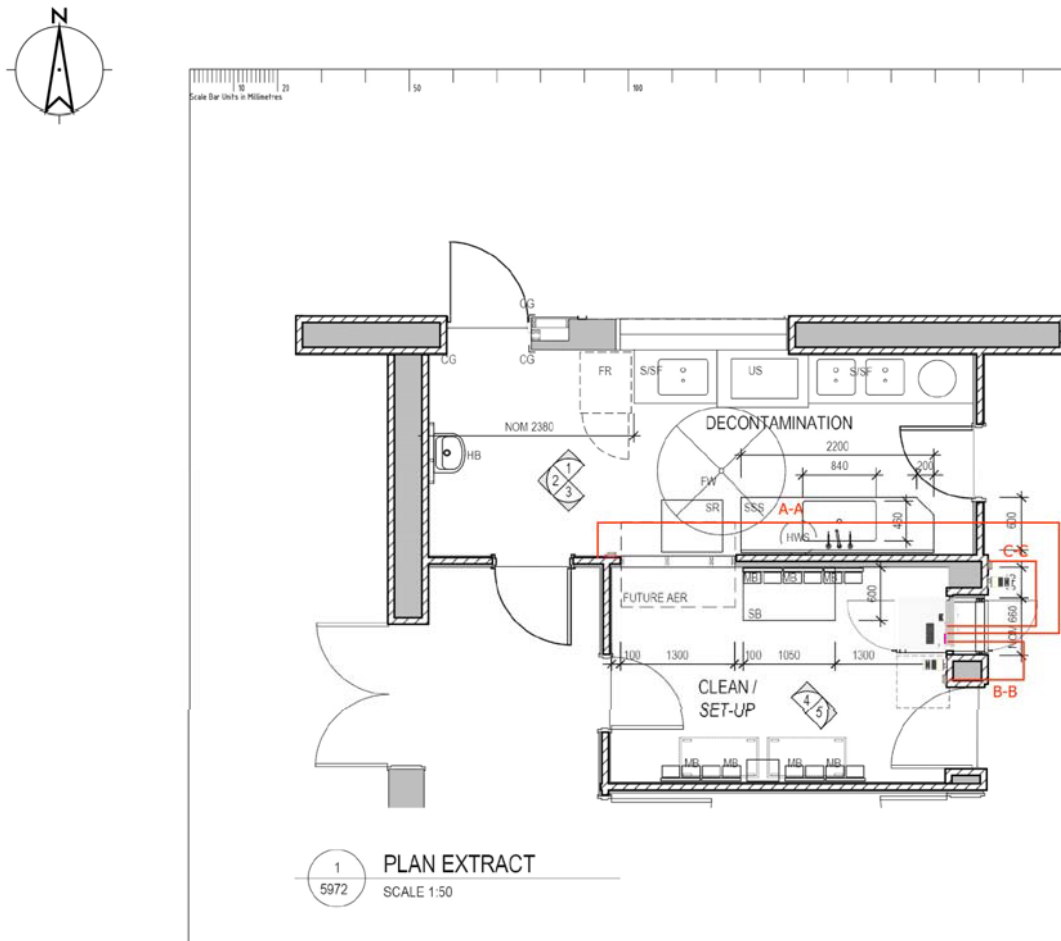 N
10 20 50 100
Scale Bar Units in Millimetres
CG
CG CG
FR S/SF US S/SF
DECONTAMINATION
NOM 2380
2200
HB
1
2
3
840
200
FW
SR SSS A-A
460
600
HWS
C-C
MB MB MB
600
FUTURE AER
SB
NOM 660
100 1300 100 1050 1300
B-B
CLEAN /
SET-UP
4
5
MB MB MB MB
1
5972
PLAN EXTRACT
SCALE 1:50